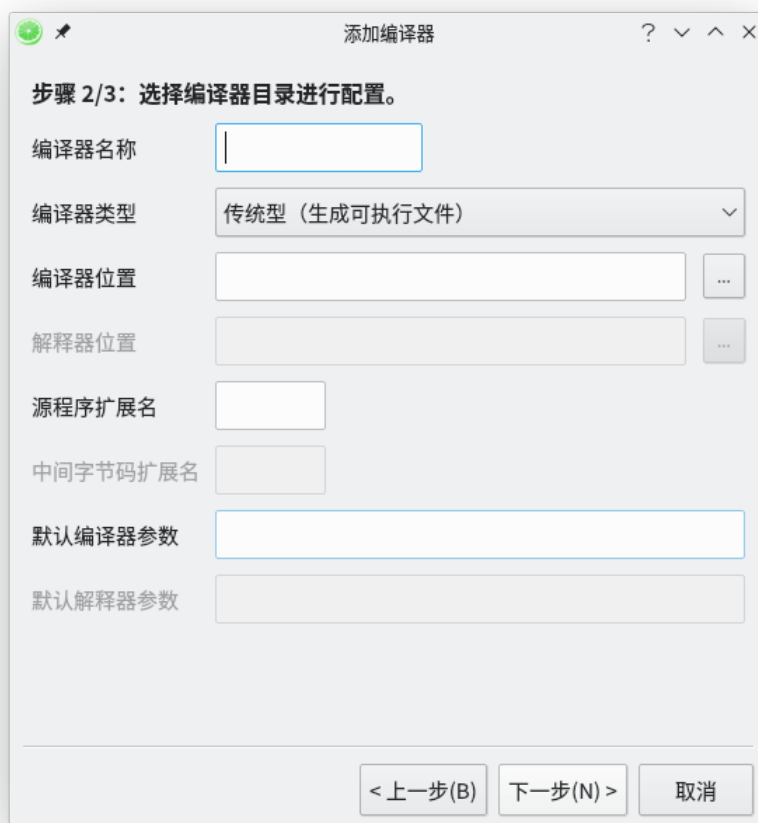 添加编译器
步骤 2/3：选择编译器目录进行配置。
编译器名称
编译器类型 传统型（生成可执行文件）
编译器位置 ...
解释器位置 ...
源程序扩展名
中间字节码扩展名
默认编译器参数
默认解释器参数
< 上一步(B) 下一步(N) > 取消